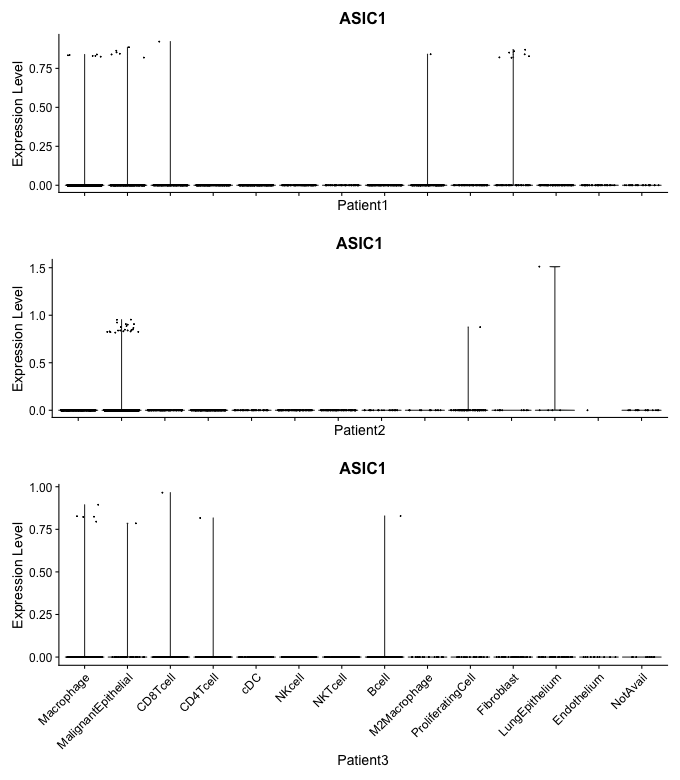 ASIC1
Expression Level
0.75
0.50
0.25
0.00
Patient1
ASIC1
Expression Level
1.5
1.0
0.5
0.0
Patient2
ASIC1
Expression Level
1.00
0.75
0.50
0.25
0.00
Macrophage
MalignantEpithelial
CD8Tcell
CD4Tcell
cDC
NKcell
NKTcell
Bcell
M2Macrophage
ProliferatingCell
Fibroblast
LungEpithelium
Endothelium
NotAvail
Patient3